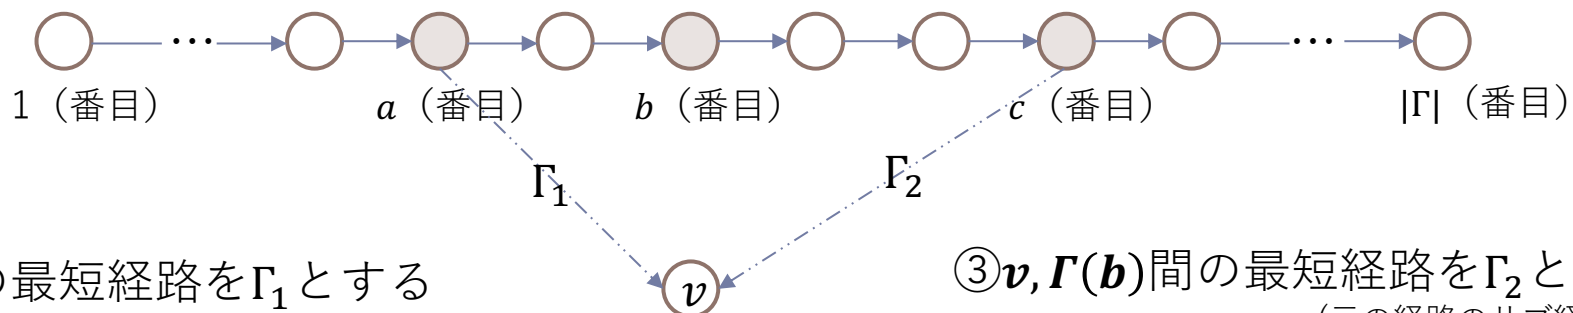 … …
1（番目） a（番目） b（番目） c（番目） |Γ|（番目）
Γ₁ Γ₂
の最短経路をΓ₁とする
③v, Γ(b)間の最短経路をΓ₂と
v